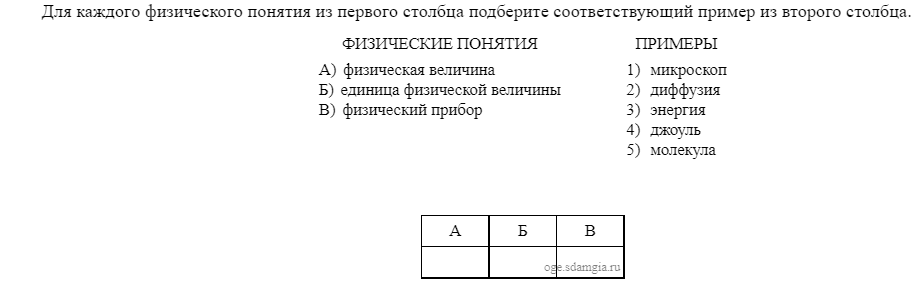 Для каждого физического понятия из первого столбца подберите соответствующий пример из второго столбца.
ФИЗИЧЕСКИЕ ПОНЯТИЯ ПРИМЕРЫ
А) физическая величина 1) микроскоп
Б) единица физической величины 2) диффузия
В) физический прибор 3) энергия
4) джоуль
5) молекула
А Б В
oge.sdamgia.ru